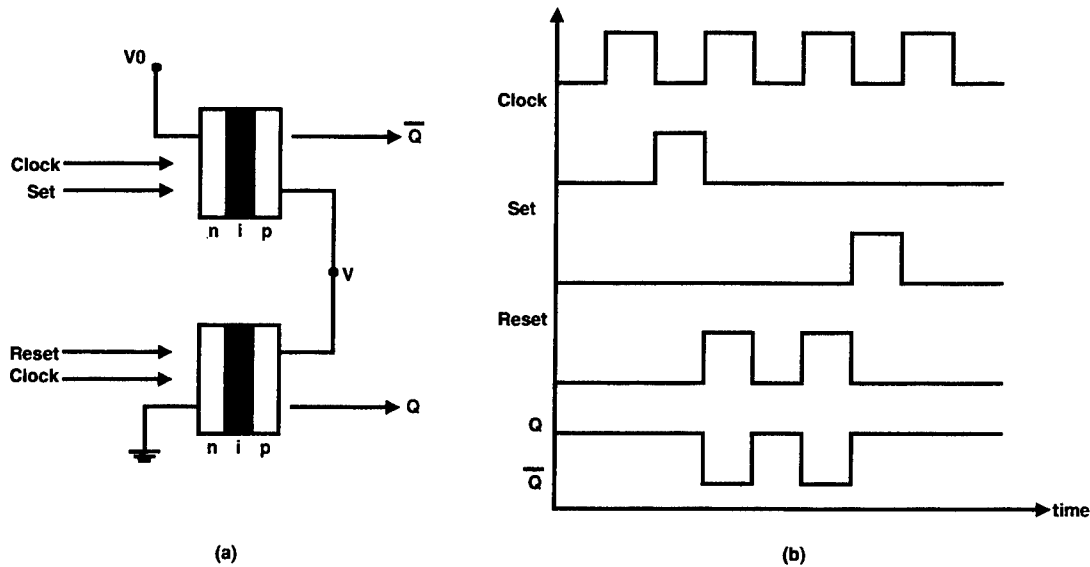 V0
Q̅
Clock
Set
n i p
V
Reset
Clock
Q
n i p
(a)
Clock
Set
Reset
Q
Q̅
time
(b)